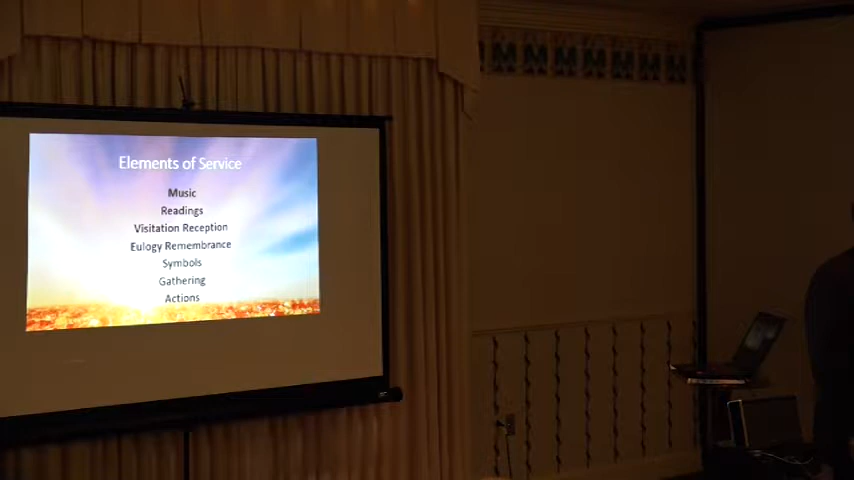 Elements of Service
Music
Readings
Visitation Reception
Eulogy Remembrance
Symbols
Gathering
Actions